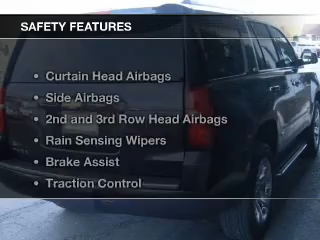 SAFETY FEATURES
• Curtain Head Airbags
• Side Airbags
• 2nd and 3rd Row Head Airbags
• Rain Sensing Wipers
• Brake Assist
• Traction Control